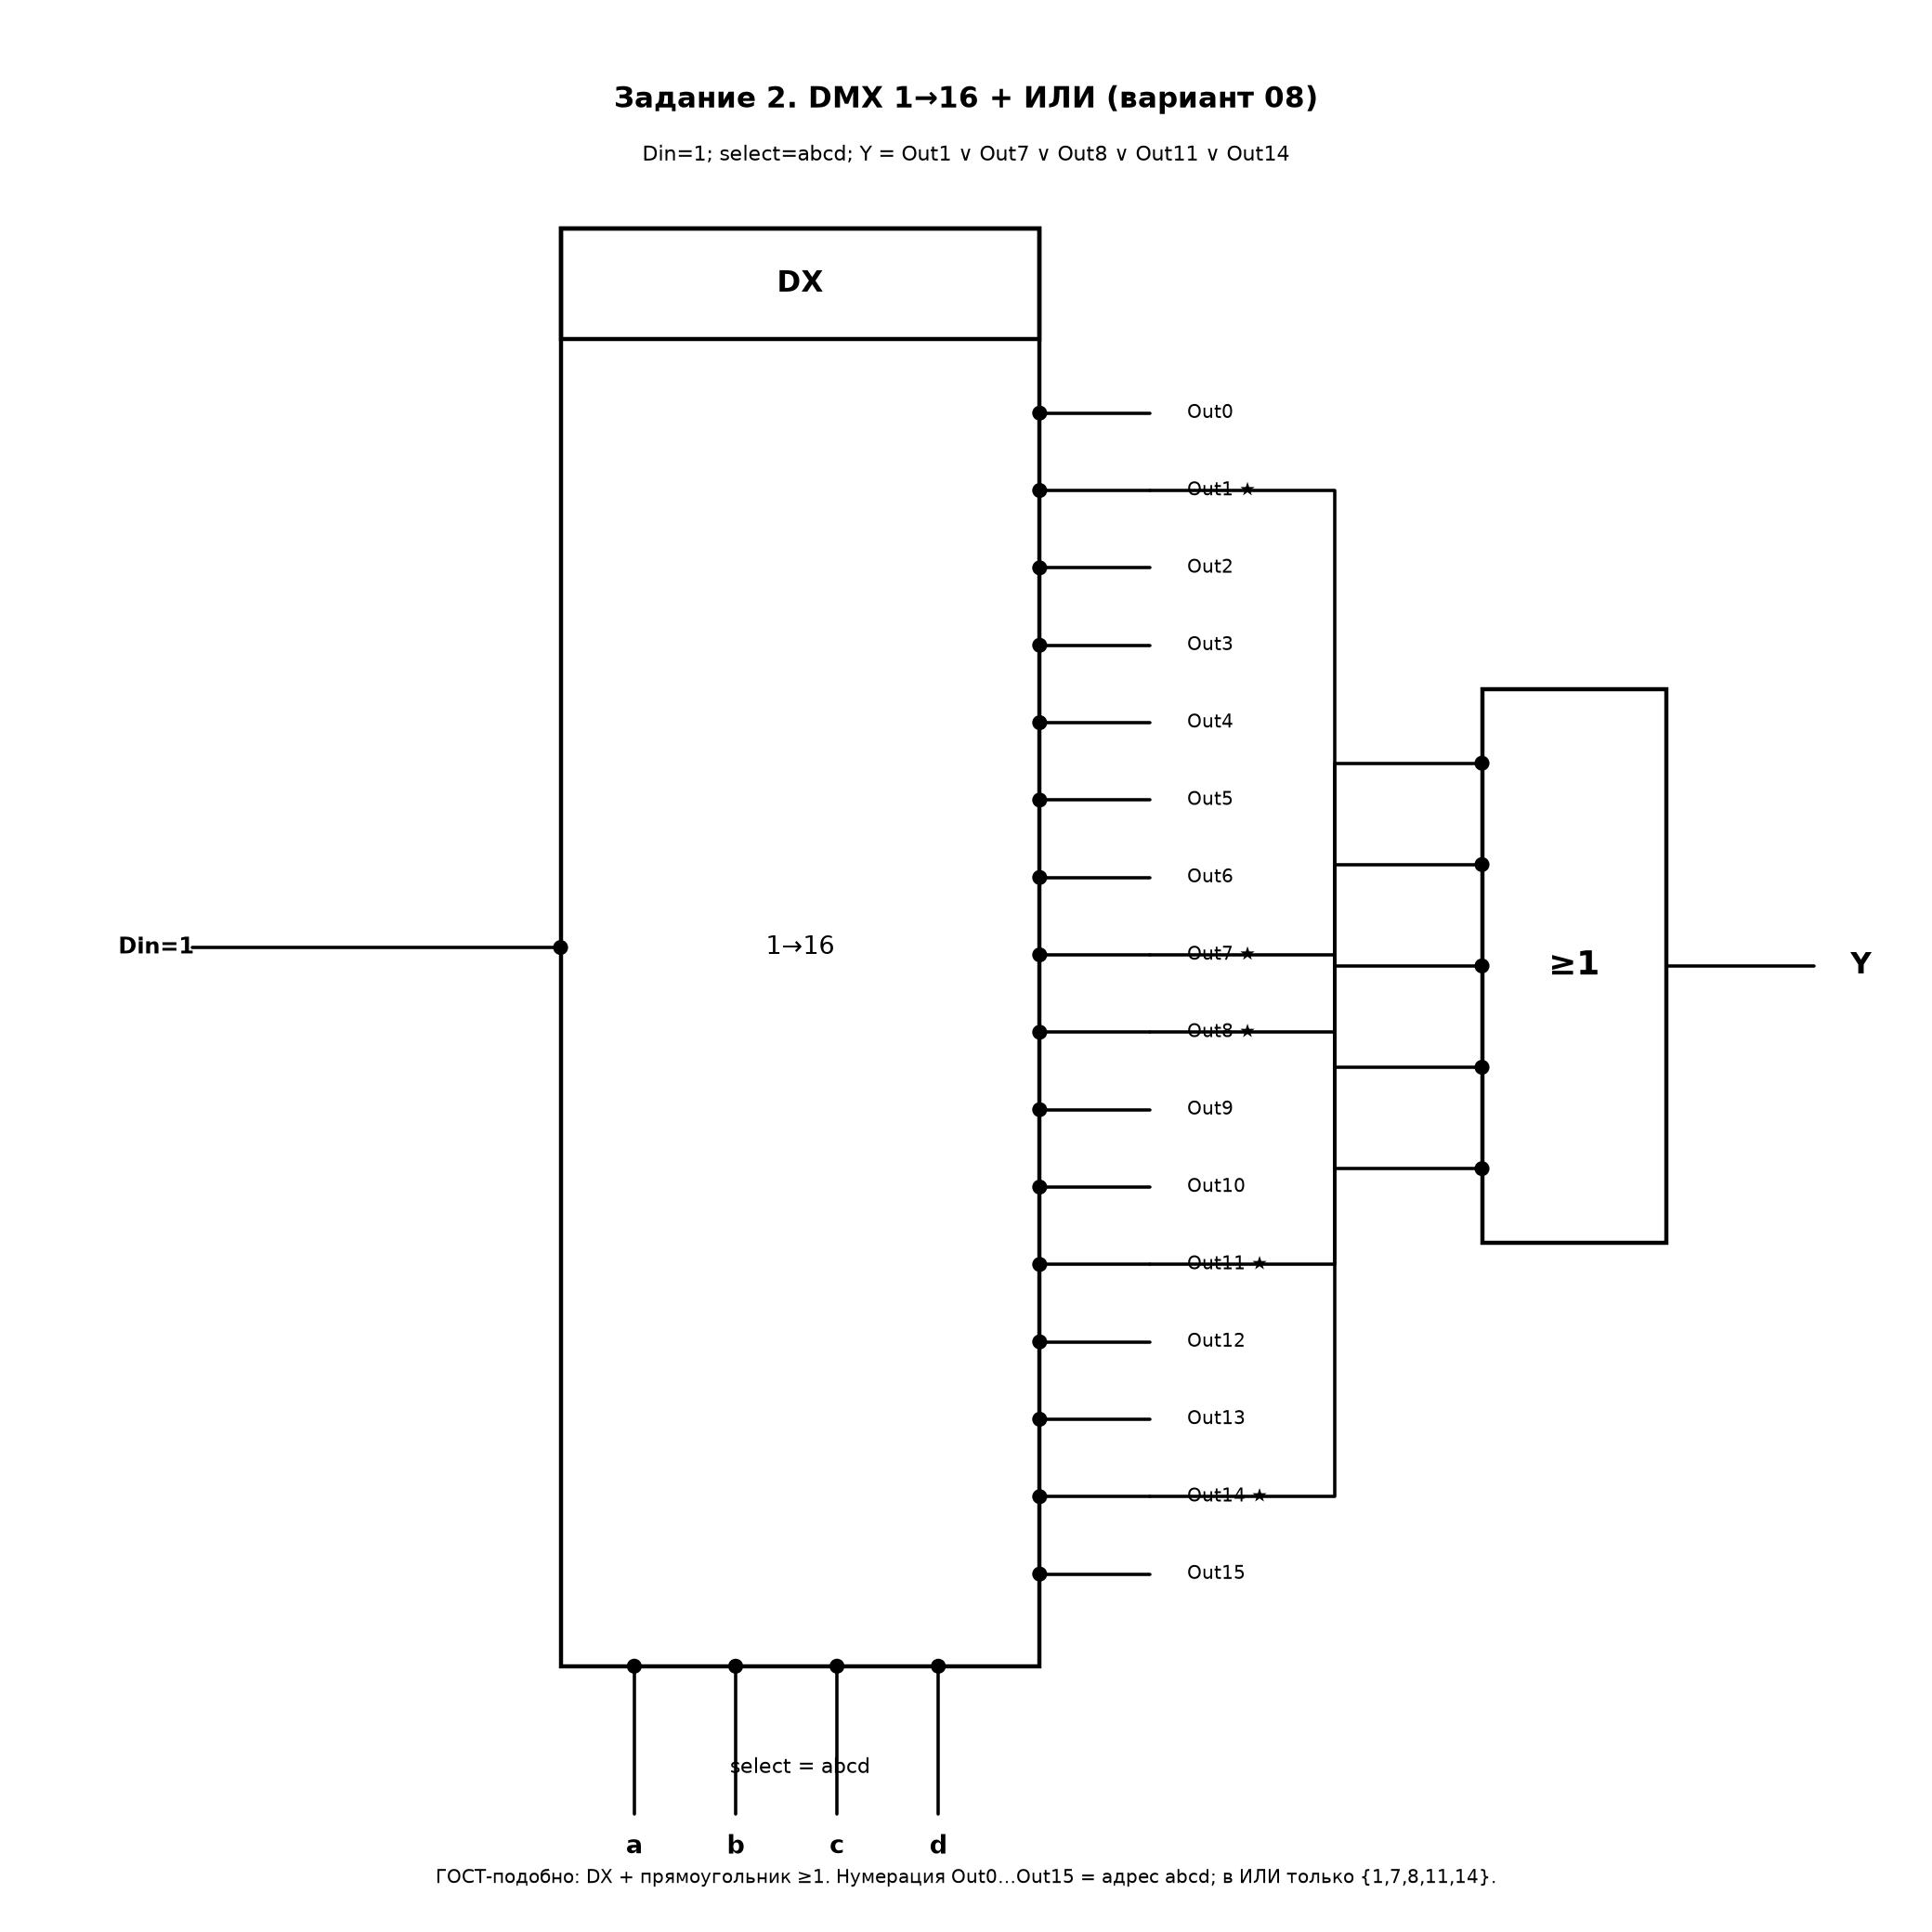 Задание 2. DMX 1→16 + ИЛИ (вариант 08)
Din=1; select=abcd; Y = Out1 ∨ Out7 ∨ Out8 ∨ Out11 ∨ Out14
DX
Out0
Out1 ★
Out2
Out3
Out4
Out5
Out6
Din=1
1→16
Out7 ★
≥1
Y
Out8 ★
Out9
Out10
Out11 ★
Out12
Out13
Out14 ★
Out15
select = abcd
a b c d
ГОСТ-подобно: DX + прямоугольник ≥1. Нумерация Out0…Out15 = адрес abcd; в ИЛИ только {1,7,8,11,14}.